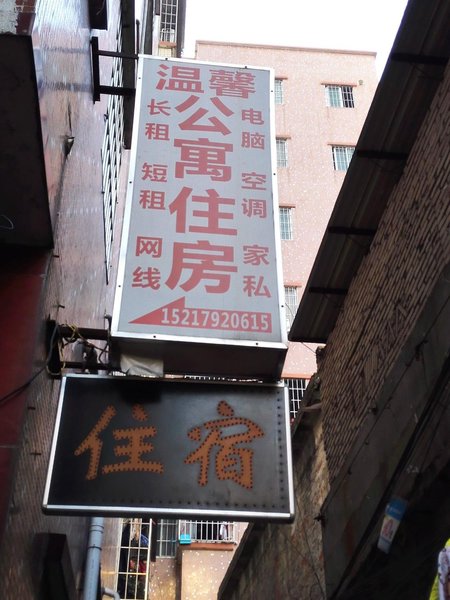 温馨
公寓住房
长租 短租 网线
电脑 空调 家私
15217920615
住宿